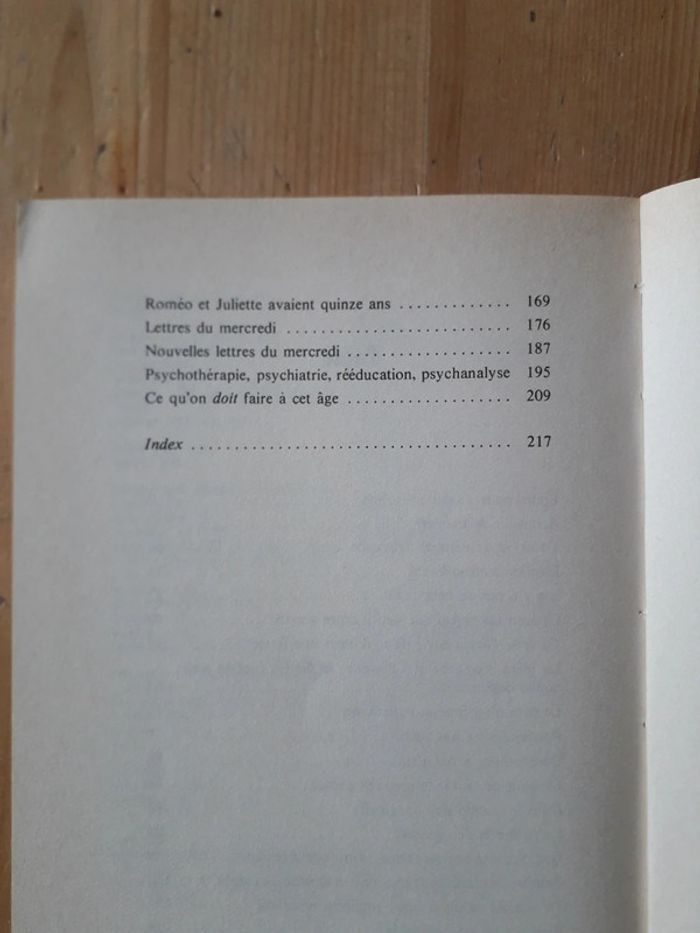 Roméo et Juliette avaient quinze ans ............. 169
Lettres du mercredi .......................... 176
Nouvelles lettres du mercredi ................... 187
Psychothérapie, psychiatrie, rééducation, psychanalyse 195
Ce qu'on doit faire à cet âge ................... 209
Index .................................... 217